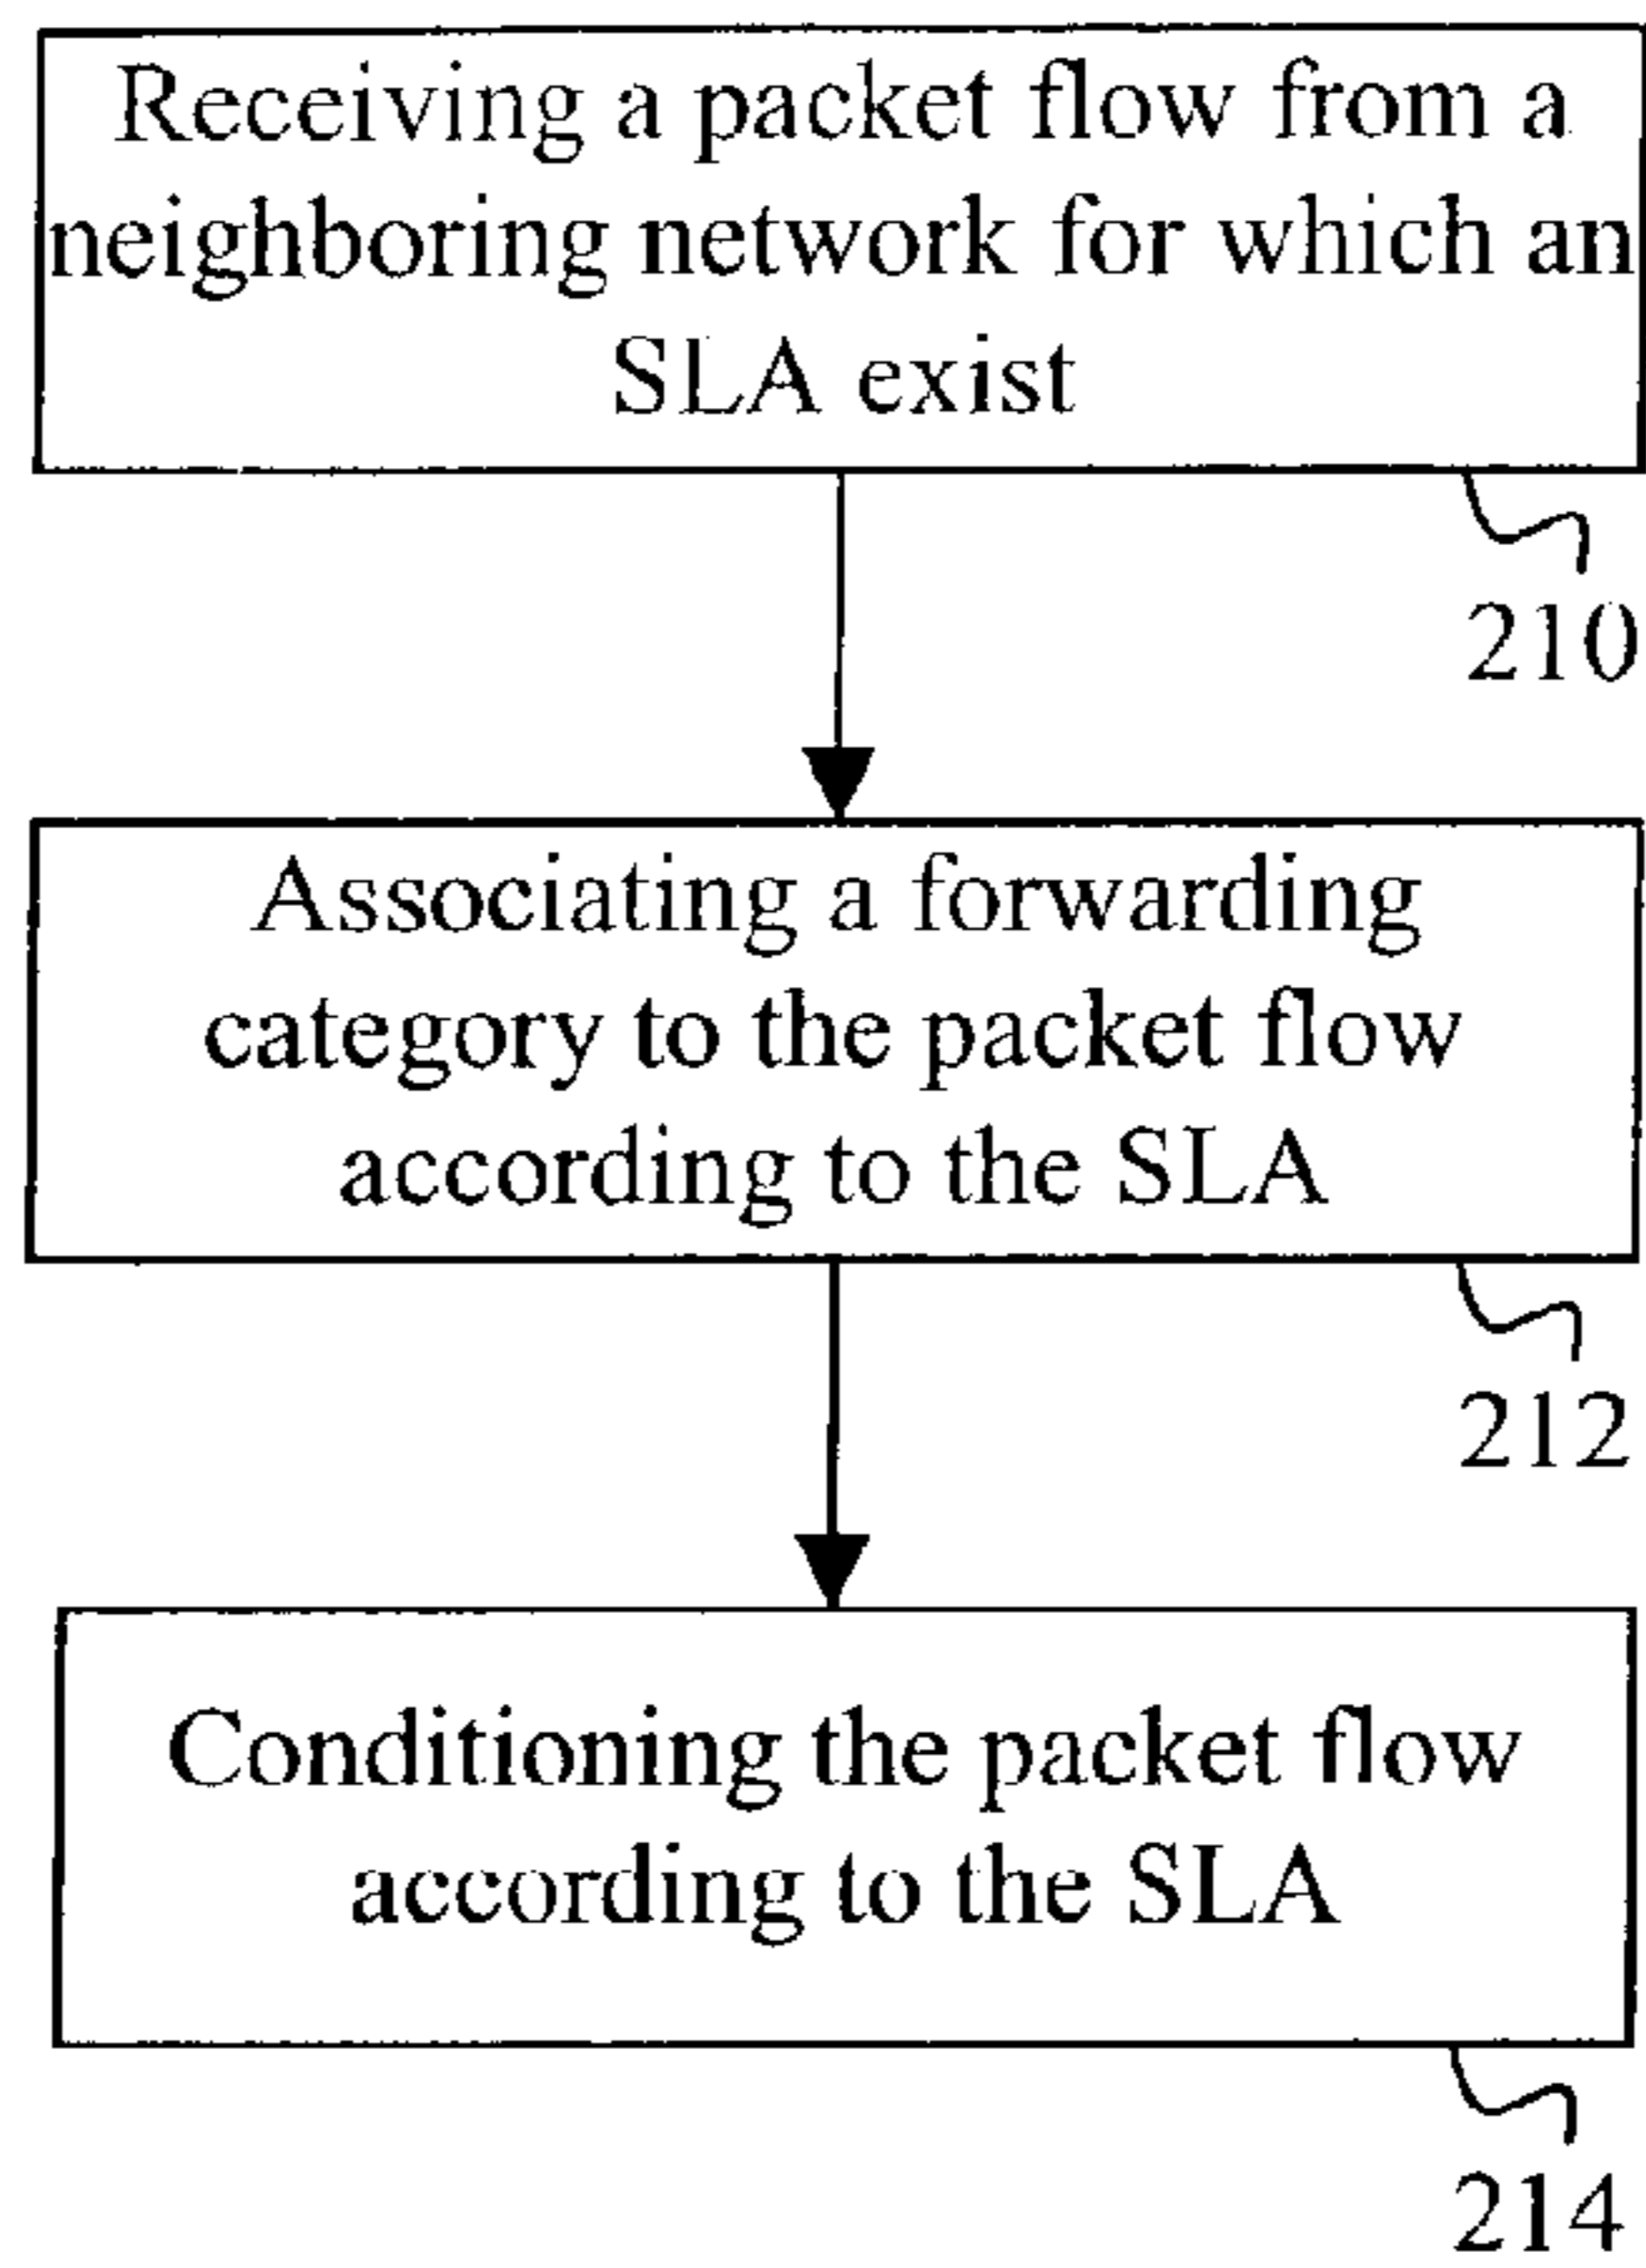 Receiving a packet flow from a
neighboring network for which an
SLA exist
210
Associating a forwarding
category to the packet flow
according to the SLA
212
Conditioning the packet flow
according to the SLA
214